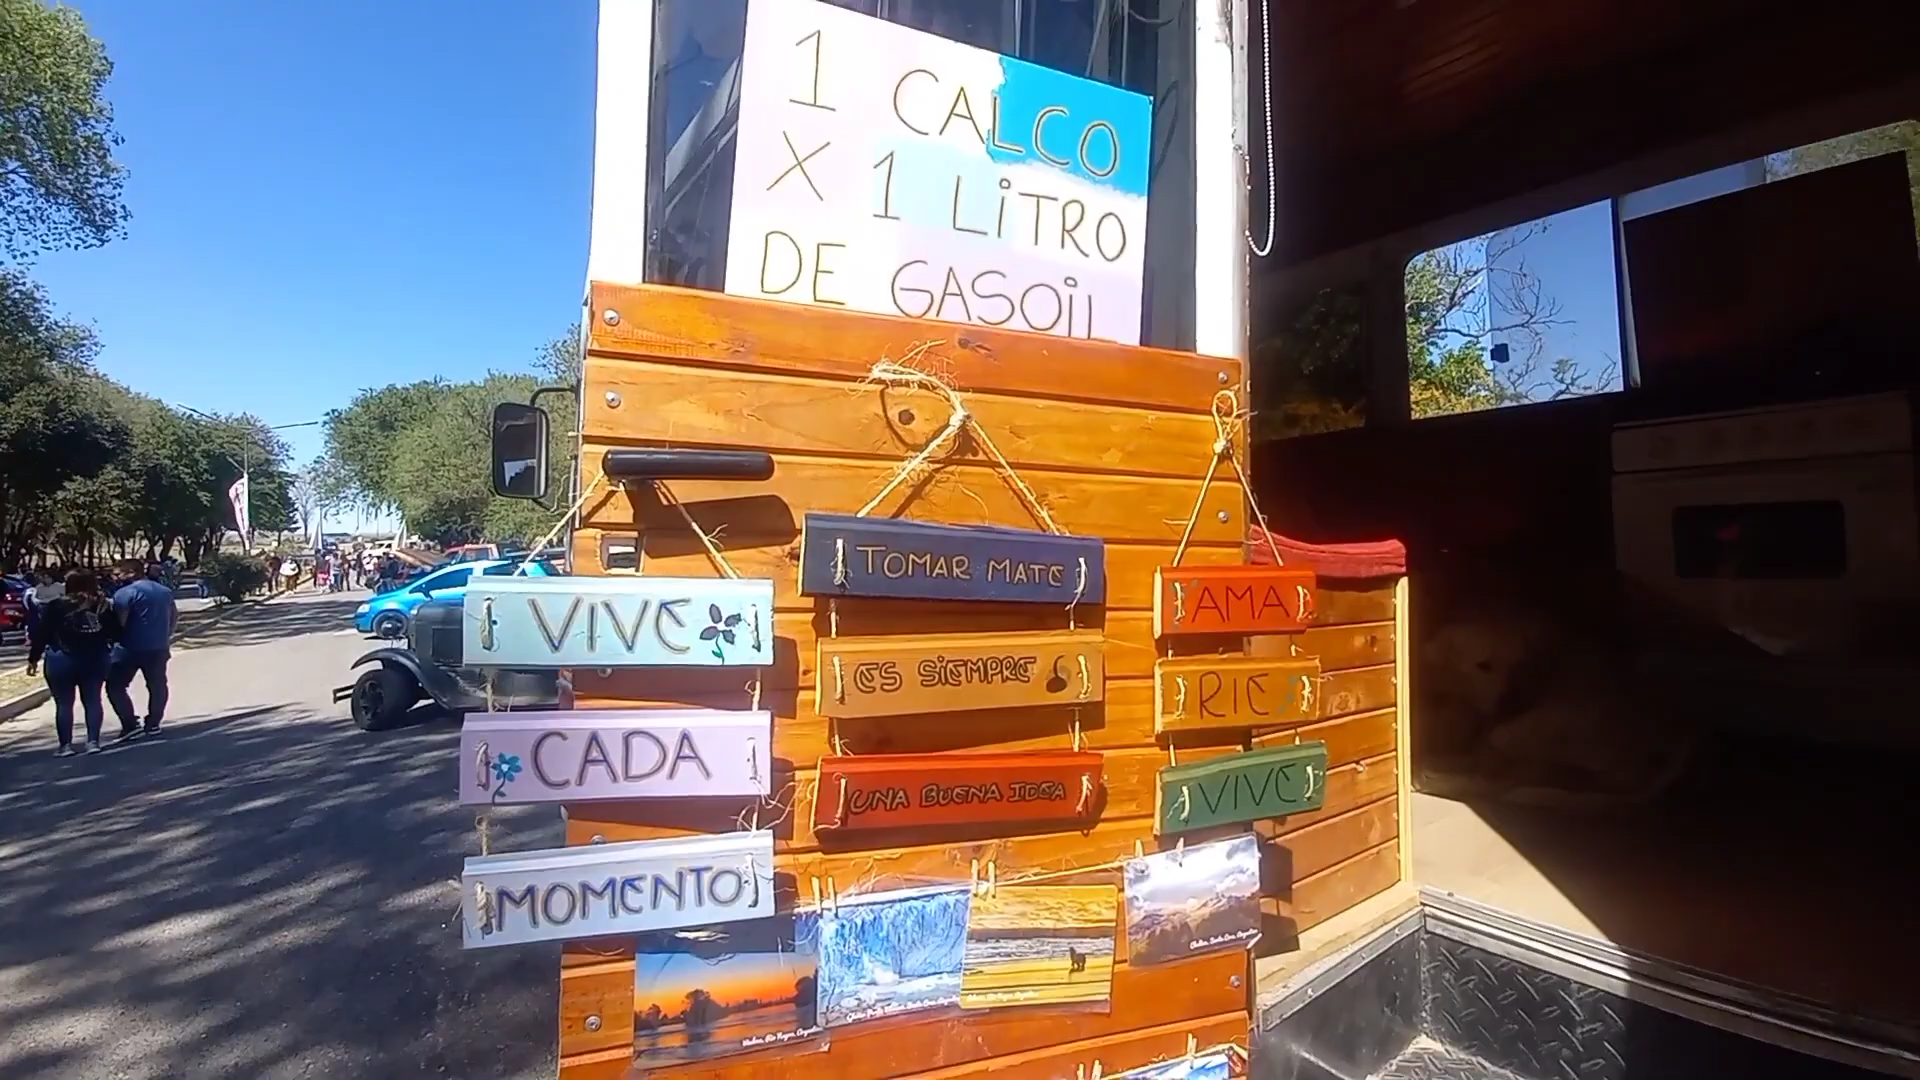 1 CALCO
X 1 LiTRO
DE GASOil
VIVE
CADA
MOMENTO
TOMAR MATE
ES SiEMPRE
UNA BUENA IDEA
AMA
RIE
VIVE